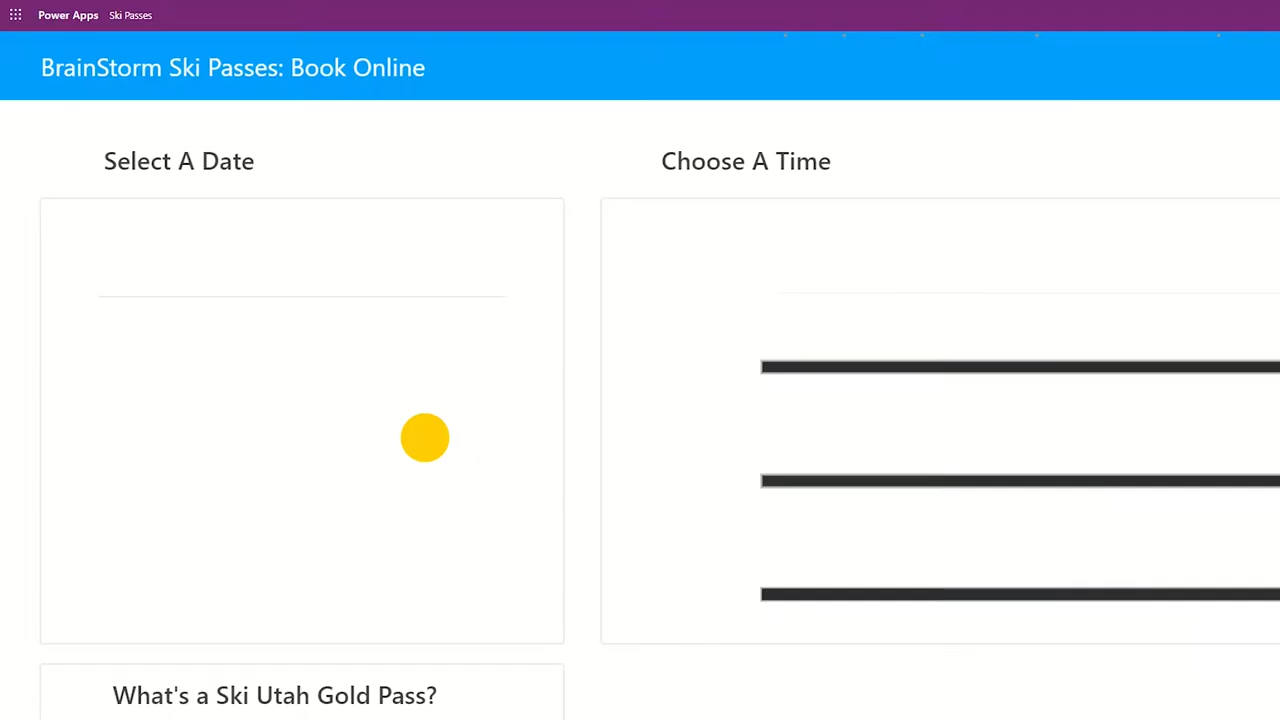 Power Apps Ski Passes
BrainStorm Ski Passes: Book Online
Select A Date
Choose A Time
What's a Ski Utah Gold Pass?